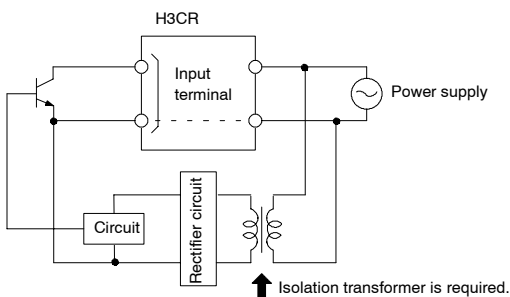 H3CR
Input
terminal
Power supply
Circuit
Rectifier circuit
Isolation transformer is required.